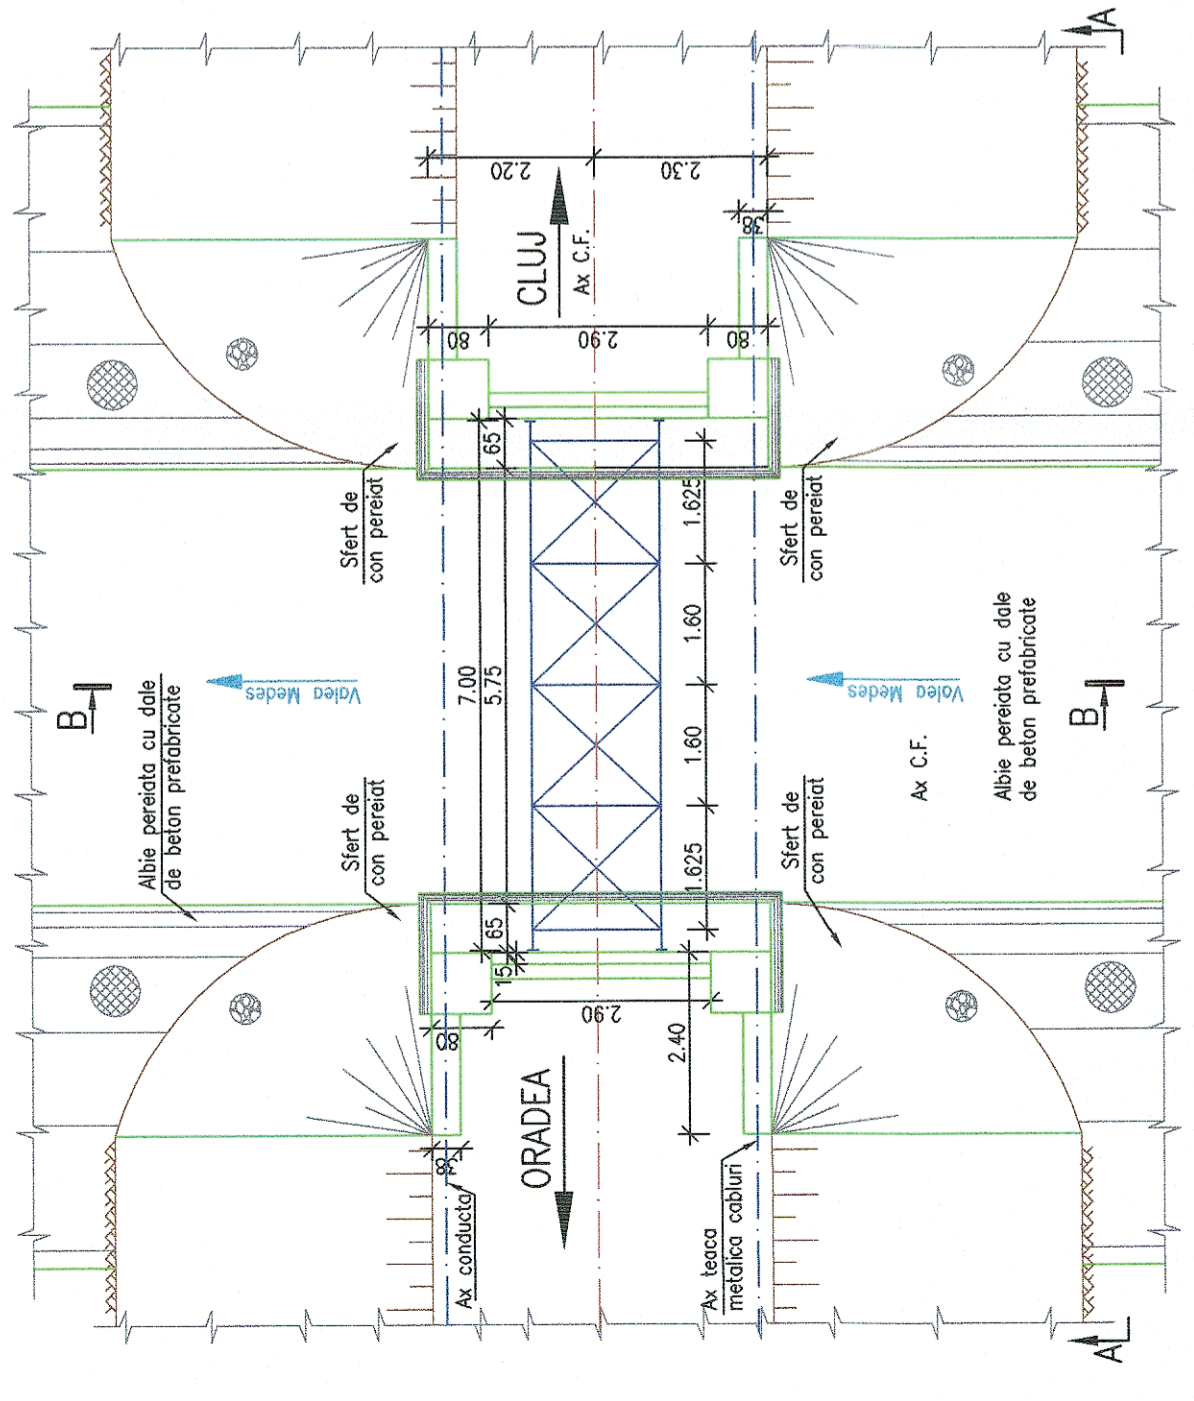 A
2.20
2.30
38
CLUJ
Ax C.F.
80
2.90
80
65
Sfert de
con pereiat
Sfert de
con pereiat
1.625
1.60
7.00
5.75
1.60
1.625
Valea Medes
Valea Medes
B
B
Albie pereiata cu dale
de beton prefabricate
Ax C.F.
Albie pereiata cu dale
de beton prefabricate
Sfert de
con pereiat
Sfert de
con pereiat
65
15
2.90
80
2.40
ORADEA
38
Ax conducta
Ax teaca
metalica cabluri
A